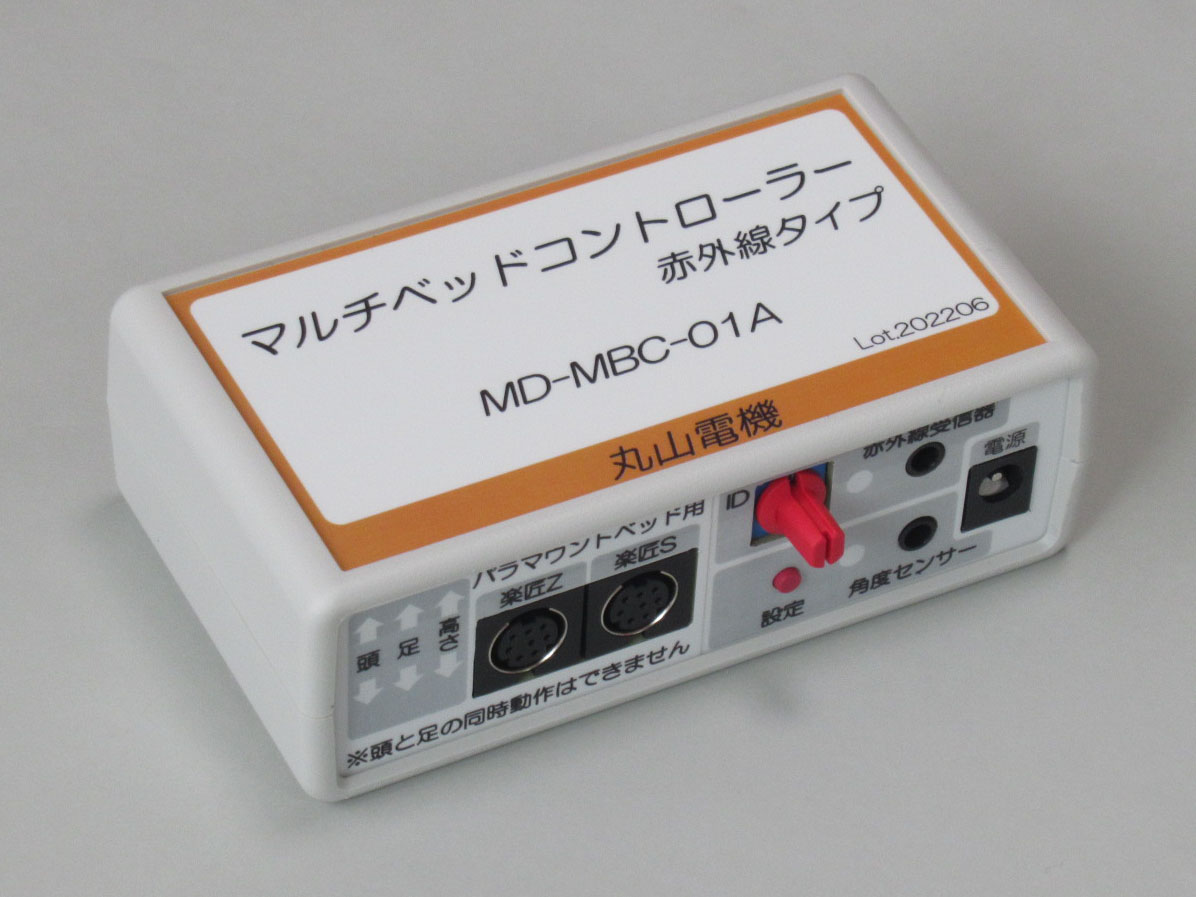 マルチベッドコントローラー
赤外線タイプ
MD-MBC-01A
Lot.202206
丸山電機
パラマウントベッド用
楽匠Z
楽匠S
頭
足
高さ
※頭と足の同時動作はできません
ID
設定
赤外線受信器
角度センサー
電源